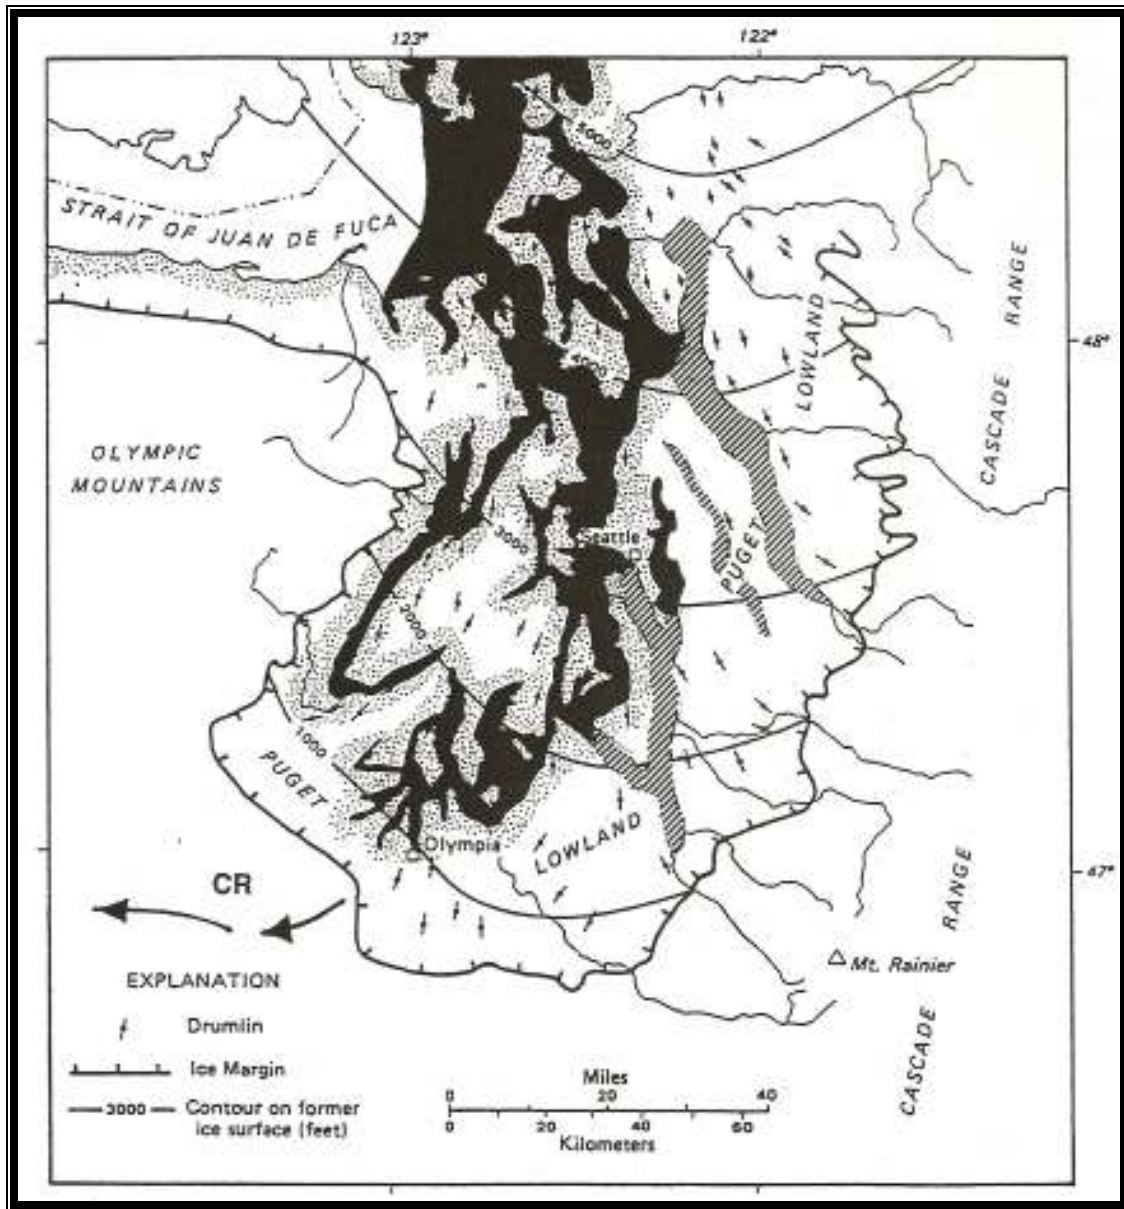 123°
122°
5000
STRAIT OF JUAN DE FUCA
CASCADE RANGE
LOWLAND
48°
OLYMPIC
MOUNTAINS
3000
Seattle
PUGET
2000
1000
PUGET
Olympia
LOWLAND
47°
CR
CASCADE RANGE
Mt. Rainier
EXPLANATION
Drumlin
Ice Margin
3000 Contour on former
ice surface (feet)
Miles
0 20 40
0 20 40 60
Kilometers